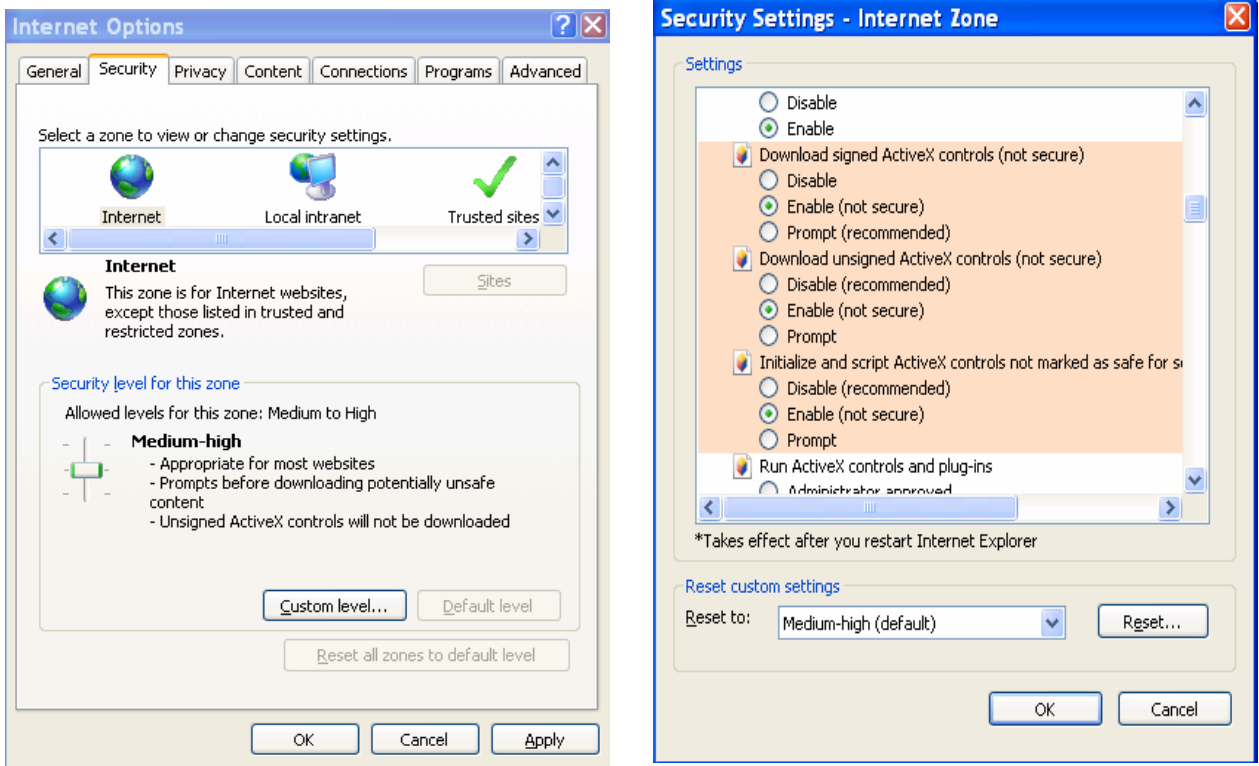 Internet Options
General Security Privacy Content Connections Programs Advanced
Select a zone to view or change security settings.
Internet Local intranet Trusted sites
Internet
This zone is for Internet websites,
except those listed in trusted and
restricted zones.
Sites
Security level for this zone
Allowed levels for this zone: Medium to High
Medium-high
- Appropriate for most websites
- Prompts before downloading potentially unsafe
content
- Unsigned ActiveX controls will not be downloaded
Custom level... Default level
Reset all zones to default level
OK Cancel Apply
Security Settings - Internet Zone
Settings
Disable
Enable
Download signed ActiveX controls (not secure)
Disable
Enable (not secure)
Prompt (recommended)
Download unsigned ActiveX controls (not secure)
Disable (recommended)
Enable (not secure)
Prompt
Initialize and script ActiveX controls not marked as safe for
Disable (recommended)
Enable (not secure)
Prompt
Run ActiveX controls and plug-ins
Administrator approved
*Takes effect after you restart Internet Explorer
Reset custom settings
Reset to: Medium-high (default) Reset...
OK Cancel